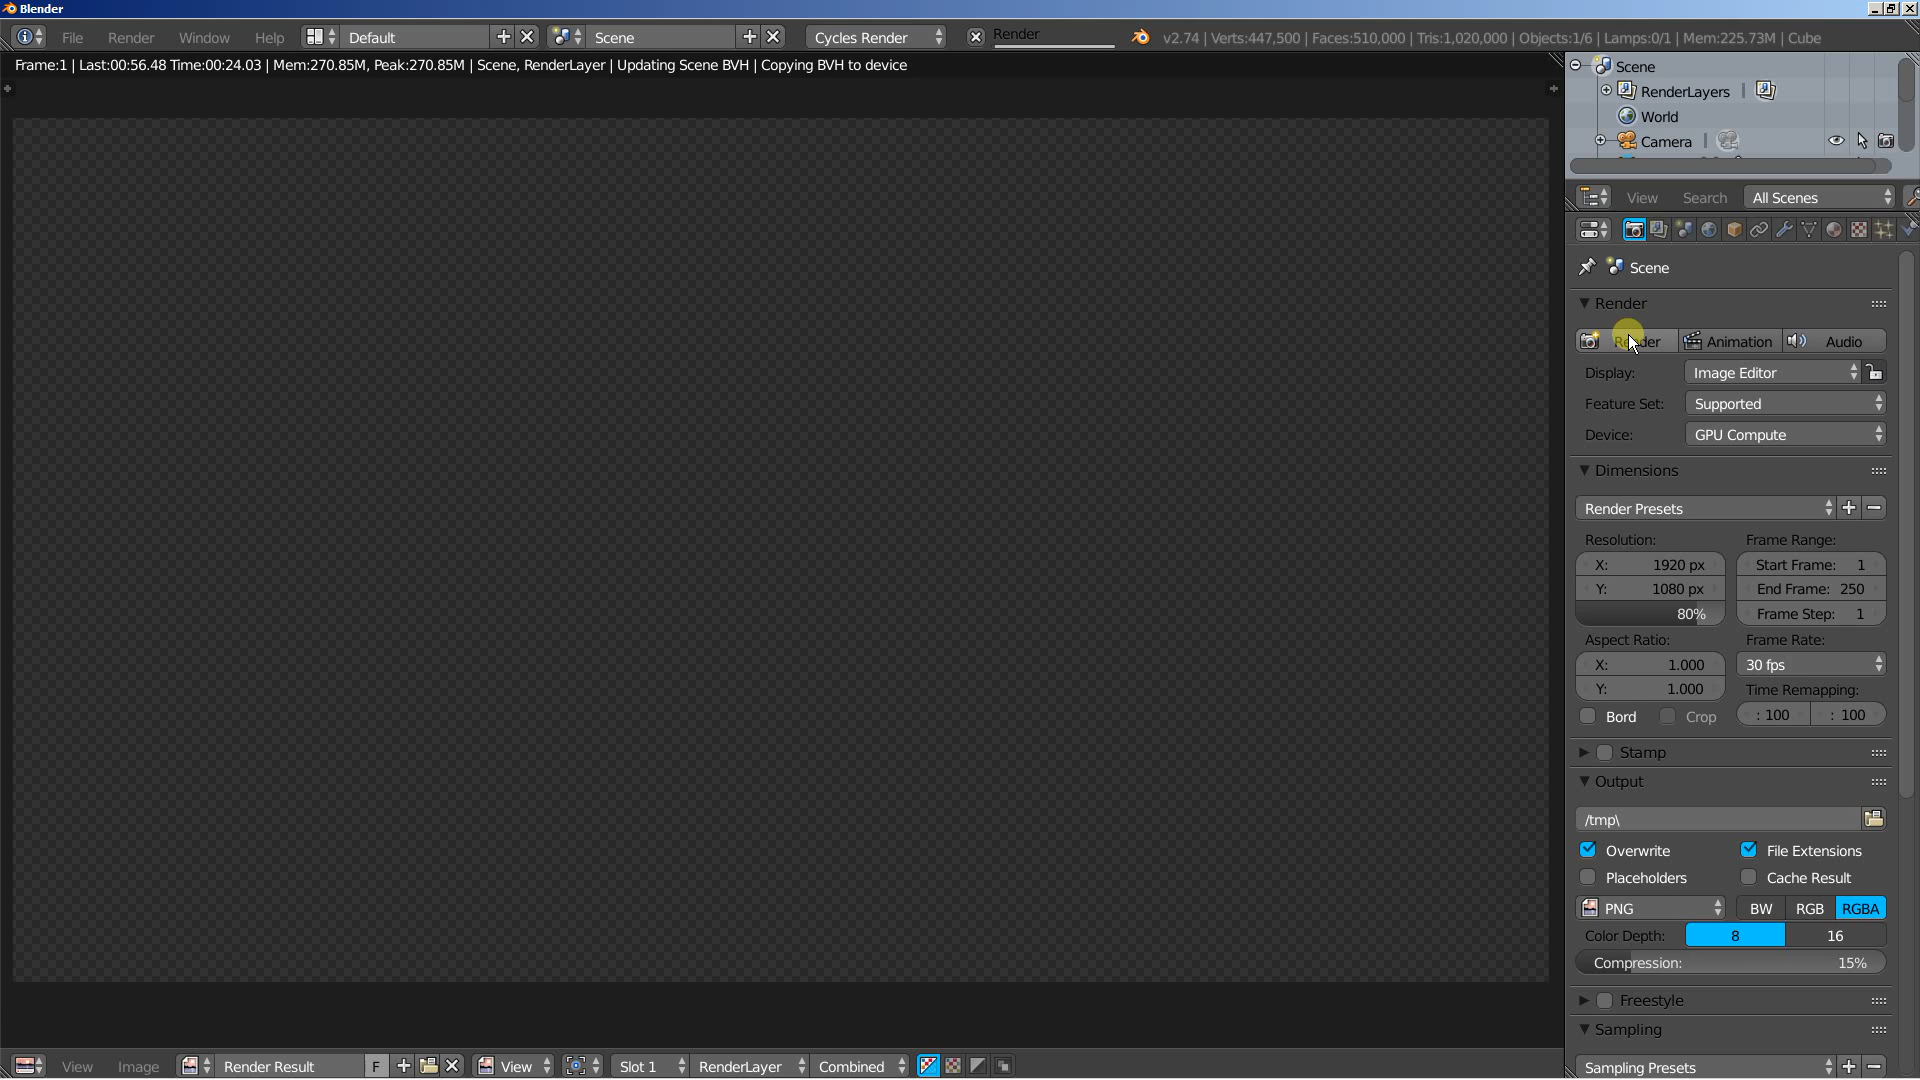 Blender
File Render Window Help Default Scene Cycles Render Render v2.74 | Verts:447,500 | Faces:510,000 | Tris:1,020,000 | Objects:1/6 | Lamps:0/1 | Mem:225.73M | Cube
Frame:1 | Last:00:56.48 Time:00:24.03 | Mem:270.85M, Peak:270.85M | Scene, RenderLayer | Updating Scene BVH | Copying BVH to device
Scene
RenderLayers
World
Camera
View Search All Scenes
Scene
Render
Render Animation Audio
Display: Image Editor
Feature Set: Supported
Device: GPU Compute
Dimensions
Render Presets
Resolution: Frame Range:
X: 1920 px Start Frame: 1
Y: 1080 px End Frame: 250
80% Frame Step: 1
Aspect Ratio: Frame Rate:
X: 1.000 30 fps
Y: 1.000 Time Remapping:
Bord Crop : 100 : 100
Stamp
Output
/tmp\
Overwrite File Extensions
Placeholders Cache Result
PNG BW RGB RGBA
Color Depth: 8 16
Compression: 15%
Freestyle
Sampling
Sampling Presets
View Image Render Result F View Slot 1 RenderLayer Combined